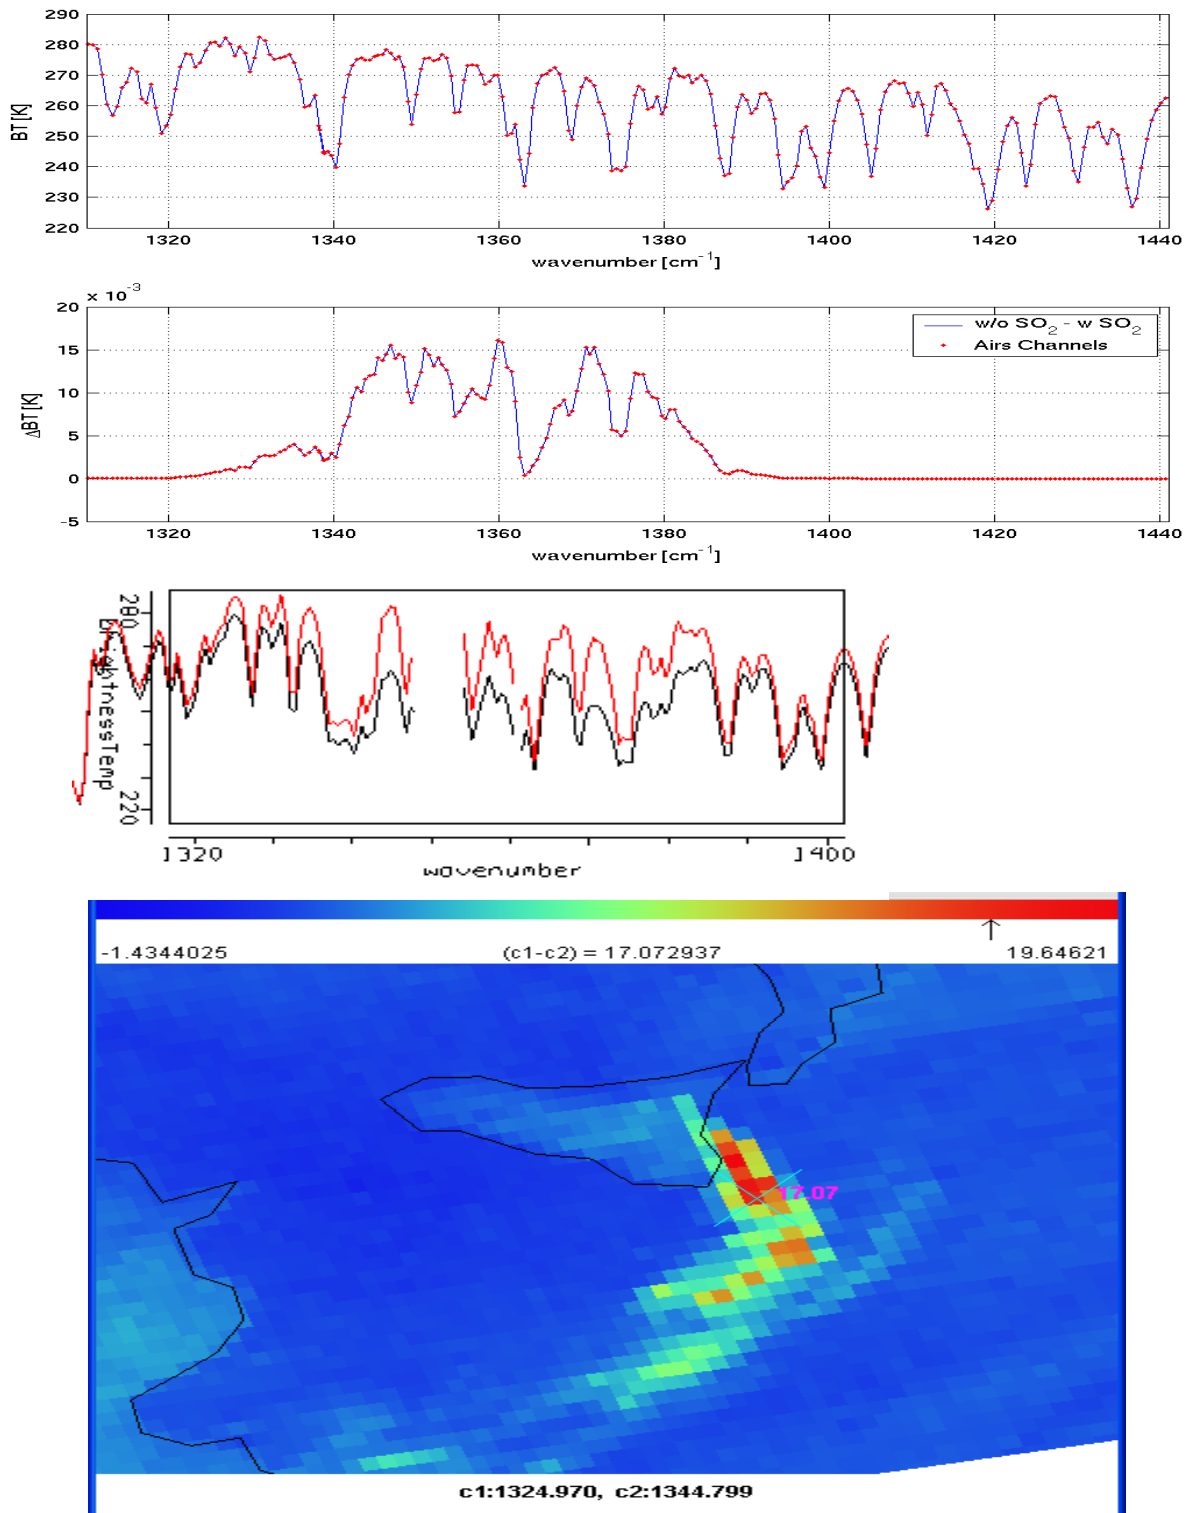 290
280
270
260
250
240
230
220
BT [K]
1320 1340 1360 1380 1400 1420 1440
wavenumber [cm⁻¹]
x 10⁻³
20
15
10
5
0
-5
ΔBT [K]
w/o SO₂ - w SO₂
Airs Channels
1320 1340 1360 1380 1400 1420 1440
wavenumber [cm⁻¹]
280
BrightnessTemp
220
1320 1400
wavenumber
-1.4344025 (c1-c2) = 17.072937 19.64621
17.07
c1:1324.970, c2:1344.799